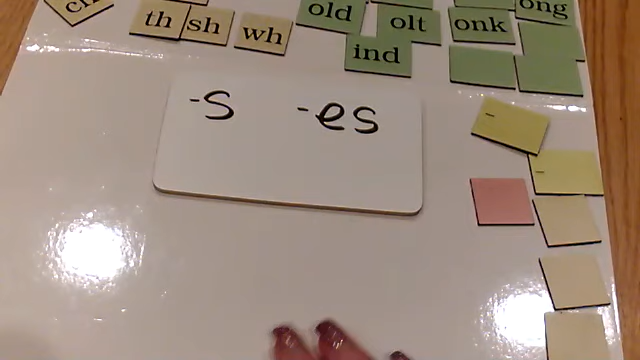 ong
old olt onk
th sh wh
ind
-s -es
-
-